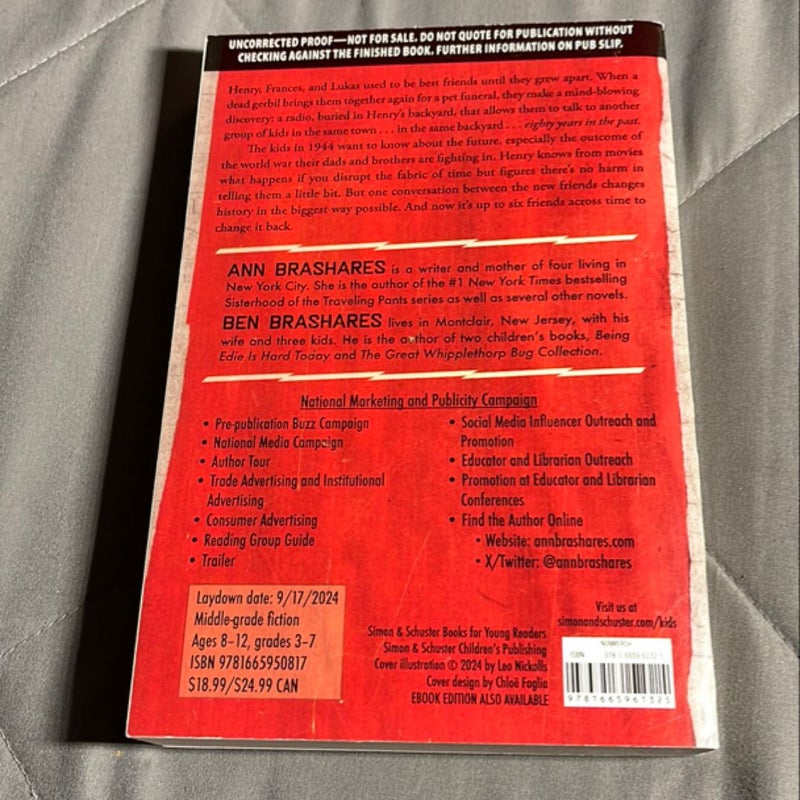 UNCORRECTED PROOF—NOT FOR SALE. DO NOT QUOTE FOR PUBLICATION WITHOUT
CHECKING AGAINST THE FINISHED BOOK. FURTHER INFORMATION ON PUB SLIP.
Henry, Frances, and Lukas used to be best friends until they grew apart. When a
dead gerbil brings them together again for a pet funeral, they make a mind-blowing
discovery: a radio, buried in Henry's backyard, that allows them to talk to another
group of kids in the same town . . . in the same backyard . . . eighty years in the past.
The kids in 1944 want to know about the future, especially the outcome of
the world war their dads and brothers are fighting in. Henry knows from movies
what happens if you disrupt the fabric of time but figures there's no harm in
telling them a little bit. But one conversation between the new friends changes
history in the biggest way possible. And now it's up to six friends across time to
change it back.
ANN BRASHARES is a writer and mother of four living in
New York City. She is the author of the #1 New York Times bestselling
Sisterhood of the Traveling Pants series as well as several other novels.
BEN BRASHARES lives in Montclair, New Jersey, with his
wife and three kids. He is the author of two children's books, Being
Edie Is Hard Today and The Great Whipplethorp Bug Collection.
National Marketing and Publicity Campaign
• Pre-publication Buzz Campaign
• National Media Campaign
• Author Tour
• Trade Advertising and Institutional
Advertising
• Consumer Advertising
• Reading Group Guide
• Trailer
• Social Media Influencer Outreach and
Promotion
• Educator and Librarian Outreach
• Promotion at Educator and Librarian
Conferences
• Find the Author Online
• Website: annbrashares.com
• X/Twitter: @annbrashares
Laydown date: 9/17/2024
Middle-grade fiction
Ages 8–12, grades 3–7
ISBN 9781665950817
$18.99/$24.99 CAN
Simon & Schuster Books for Young Readers
Simon & Schuster Children's Publishing
Cover illustration © 2024 by Leo Nickolls
Cover design by Chloë Foglia
EBOOK EDITION ALSO AVAILABLE
Visit us at
simonandschuster.com/kids
ISBN
9781665961325